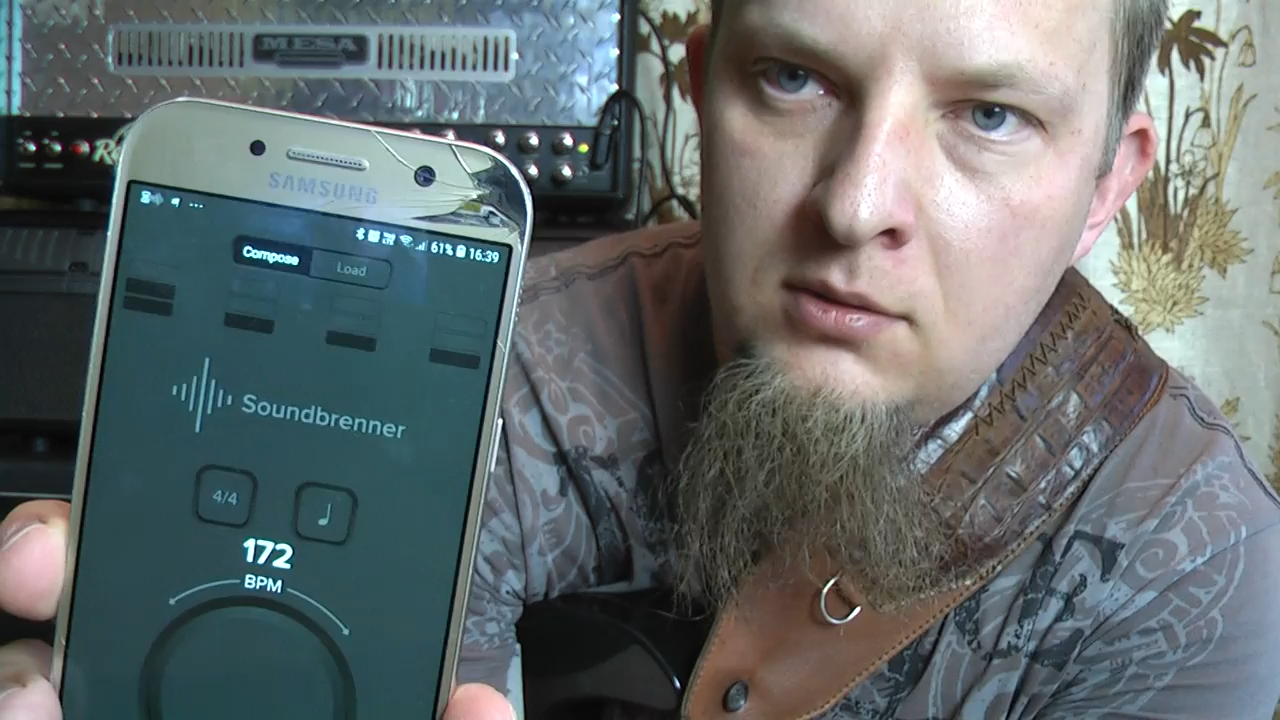 MESA
SAMSUNG
61% 16:39
Compose Load
Soundbrenner
4/4
172
BPM